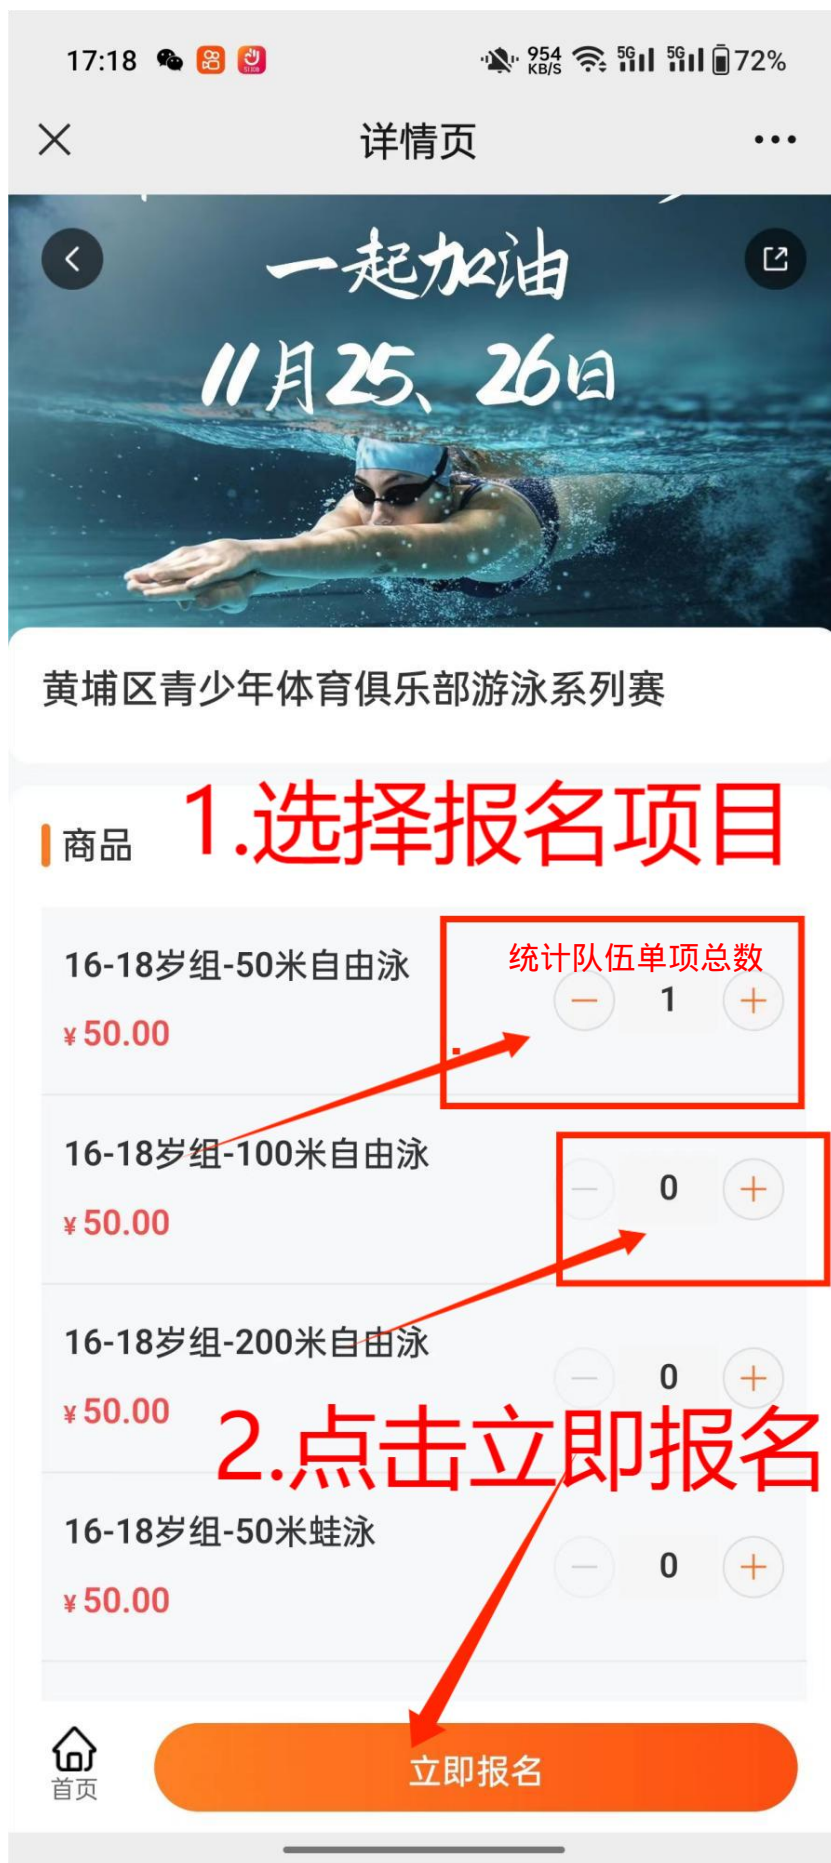 17:18
954
KB/S
5G
5G
72%
详情页
一起加油
11月25、26日
黄埔区青少年体育俱乐部游泳系列赛
1.选择报名项目
商品
统计队伍单项总数
16-18岁组-50米自由泳
1
¥50.00
16-18岁组-100米自由泳
0
¥50.00
16-18岁组-200米自由泳
0
¥50.00
2.点击立即报名
16-18岁组-50米蛙泳
0
¥50.00
首页
立即报名